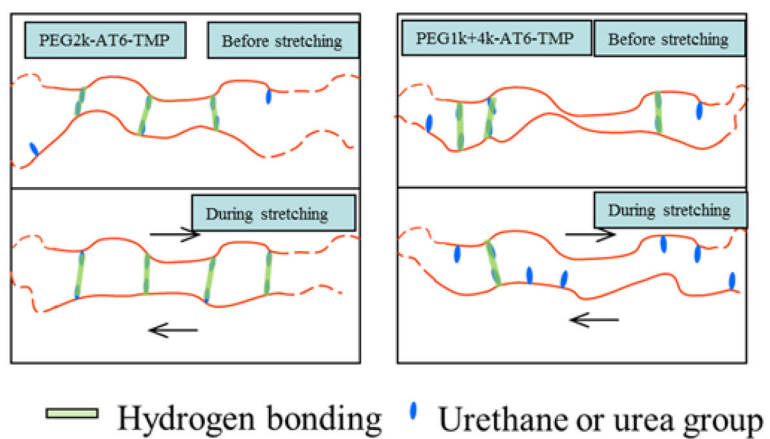 PEG2k-AT6-TMP
Before stretching
PEG1k+4k-AT6-TMP
Before stretching
During stretching
During stretching
Hydrogen bonding
Urethane or urea group